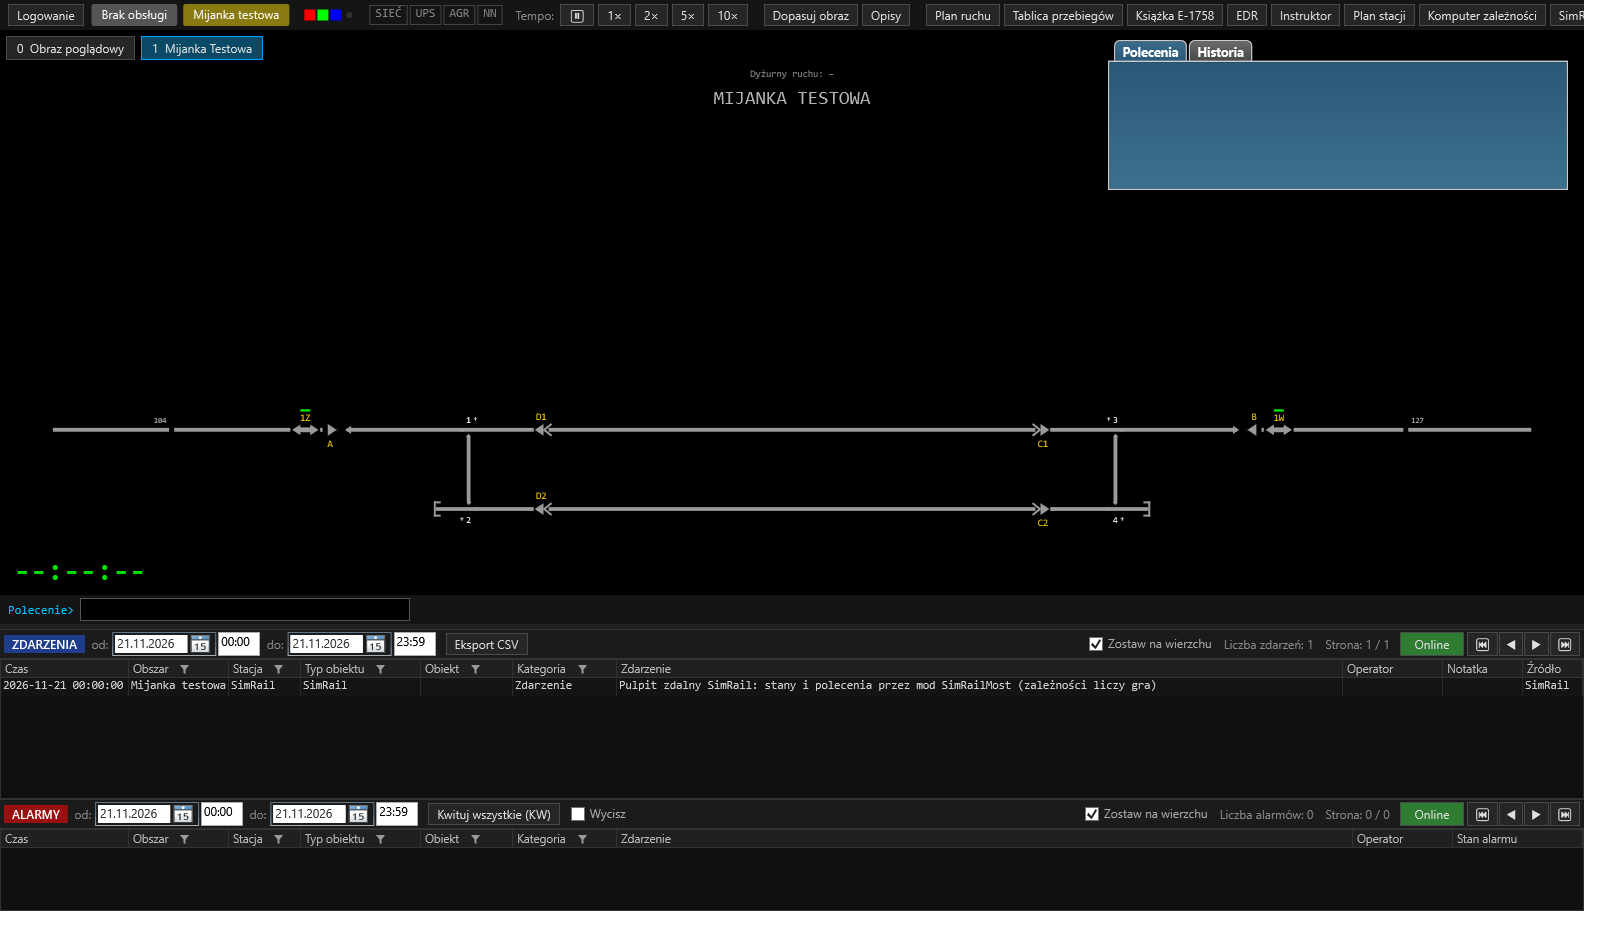 Logowanie Brak obsługi Mijanka testowa SIEĆ UPS AGR NN Tempo: 1× 2× 5× 10× Dopasuj obraz Opisy Plan ruchu Tablica przebiegów Książka E-1758 EDR Instruktor Plan stacji Komputer zależności SimR
0 Obraz poglądowy 1 Mijanka Testowa
Polecenia Historia
Dyżurny ruchu: –
MIJANKA TESTOWA
104 1Z A 1+ D1 C1 +3 B 1W 127
D2 +2 C2 4+
--:--:--
Polecenie>
ZDARZENIA od: 21.11.2026 15 00:00 do: 21.11.2026 15 23:59 Eksport CSV Zostaw na wierzchu Liczba zdarzeń: 1 Strona: 1 / 1 Online
Czas Obszar Stacja Typ obiektu Obiekt Kategoria Zdarzenie Operator Notatka Źródło
2026-11-21 00:00:00 Mijanka testowa SimRail SimRail Zdarzenie Pulpit zdalny SimRail: stany i polecenia przez mod SimRailMost (zależności liczy gra) SimRail
ALARMY od: 21.11.2026 15 00:00 do: 21.11.2026 15 23:59 Kwituj wszystkie (KW) Wycisz Zostaw na wierzchu Liczba alarmów: 0 Strona: 0 / 0 Online
Czas Obszar Stacja Typ obiektu Obiekt Kategoria Zdarzenie Operator Stan alarmu